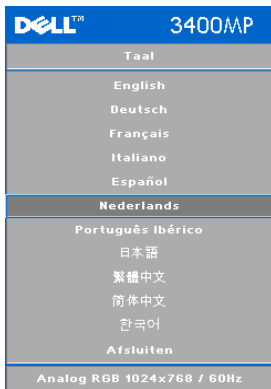 DELL™ 3400MP
Taal
English
Deutsch
Français
Italiano
Español
Nederlands
Português Ibérico
日本語
繁體中文
简体中文
한국어
Afsluiten
Analog RGB 1024x768 / 60Hz